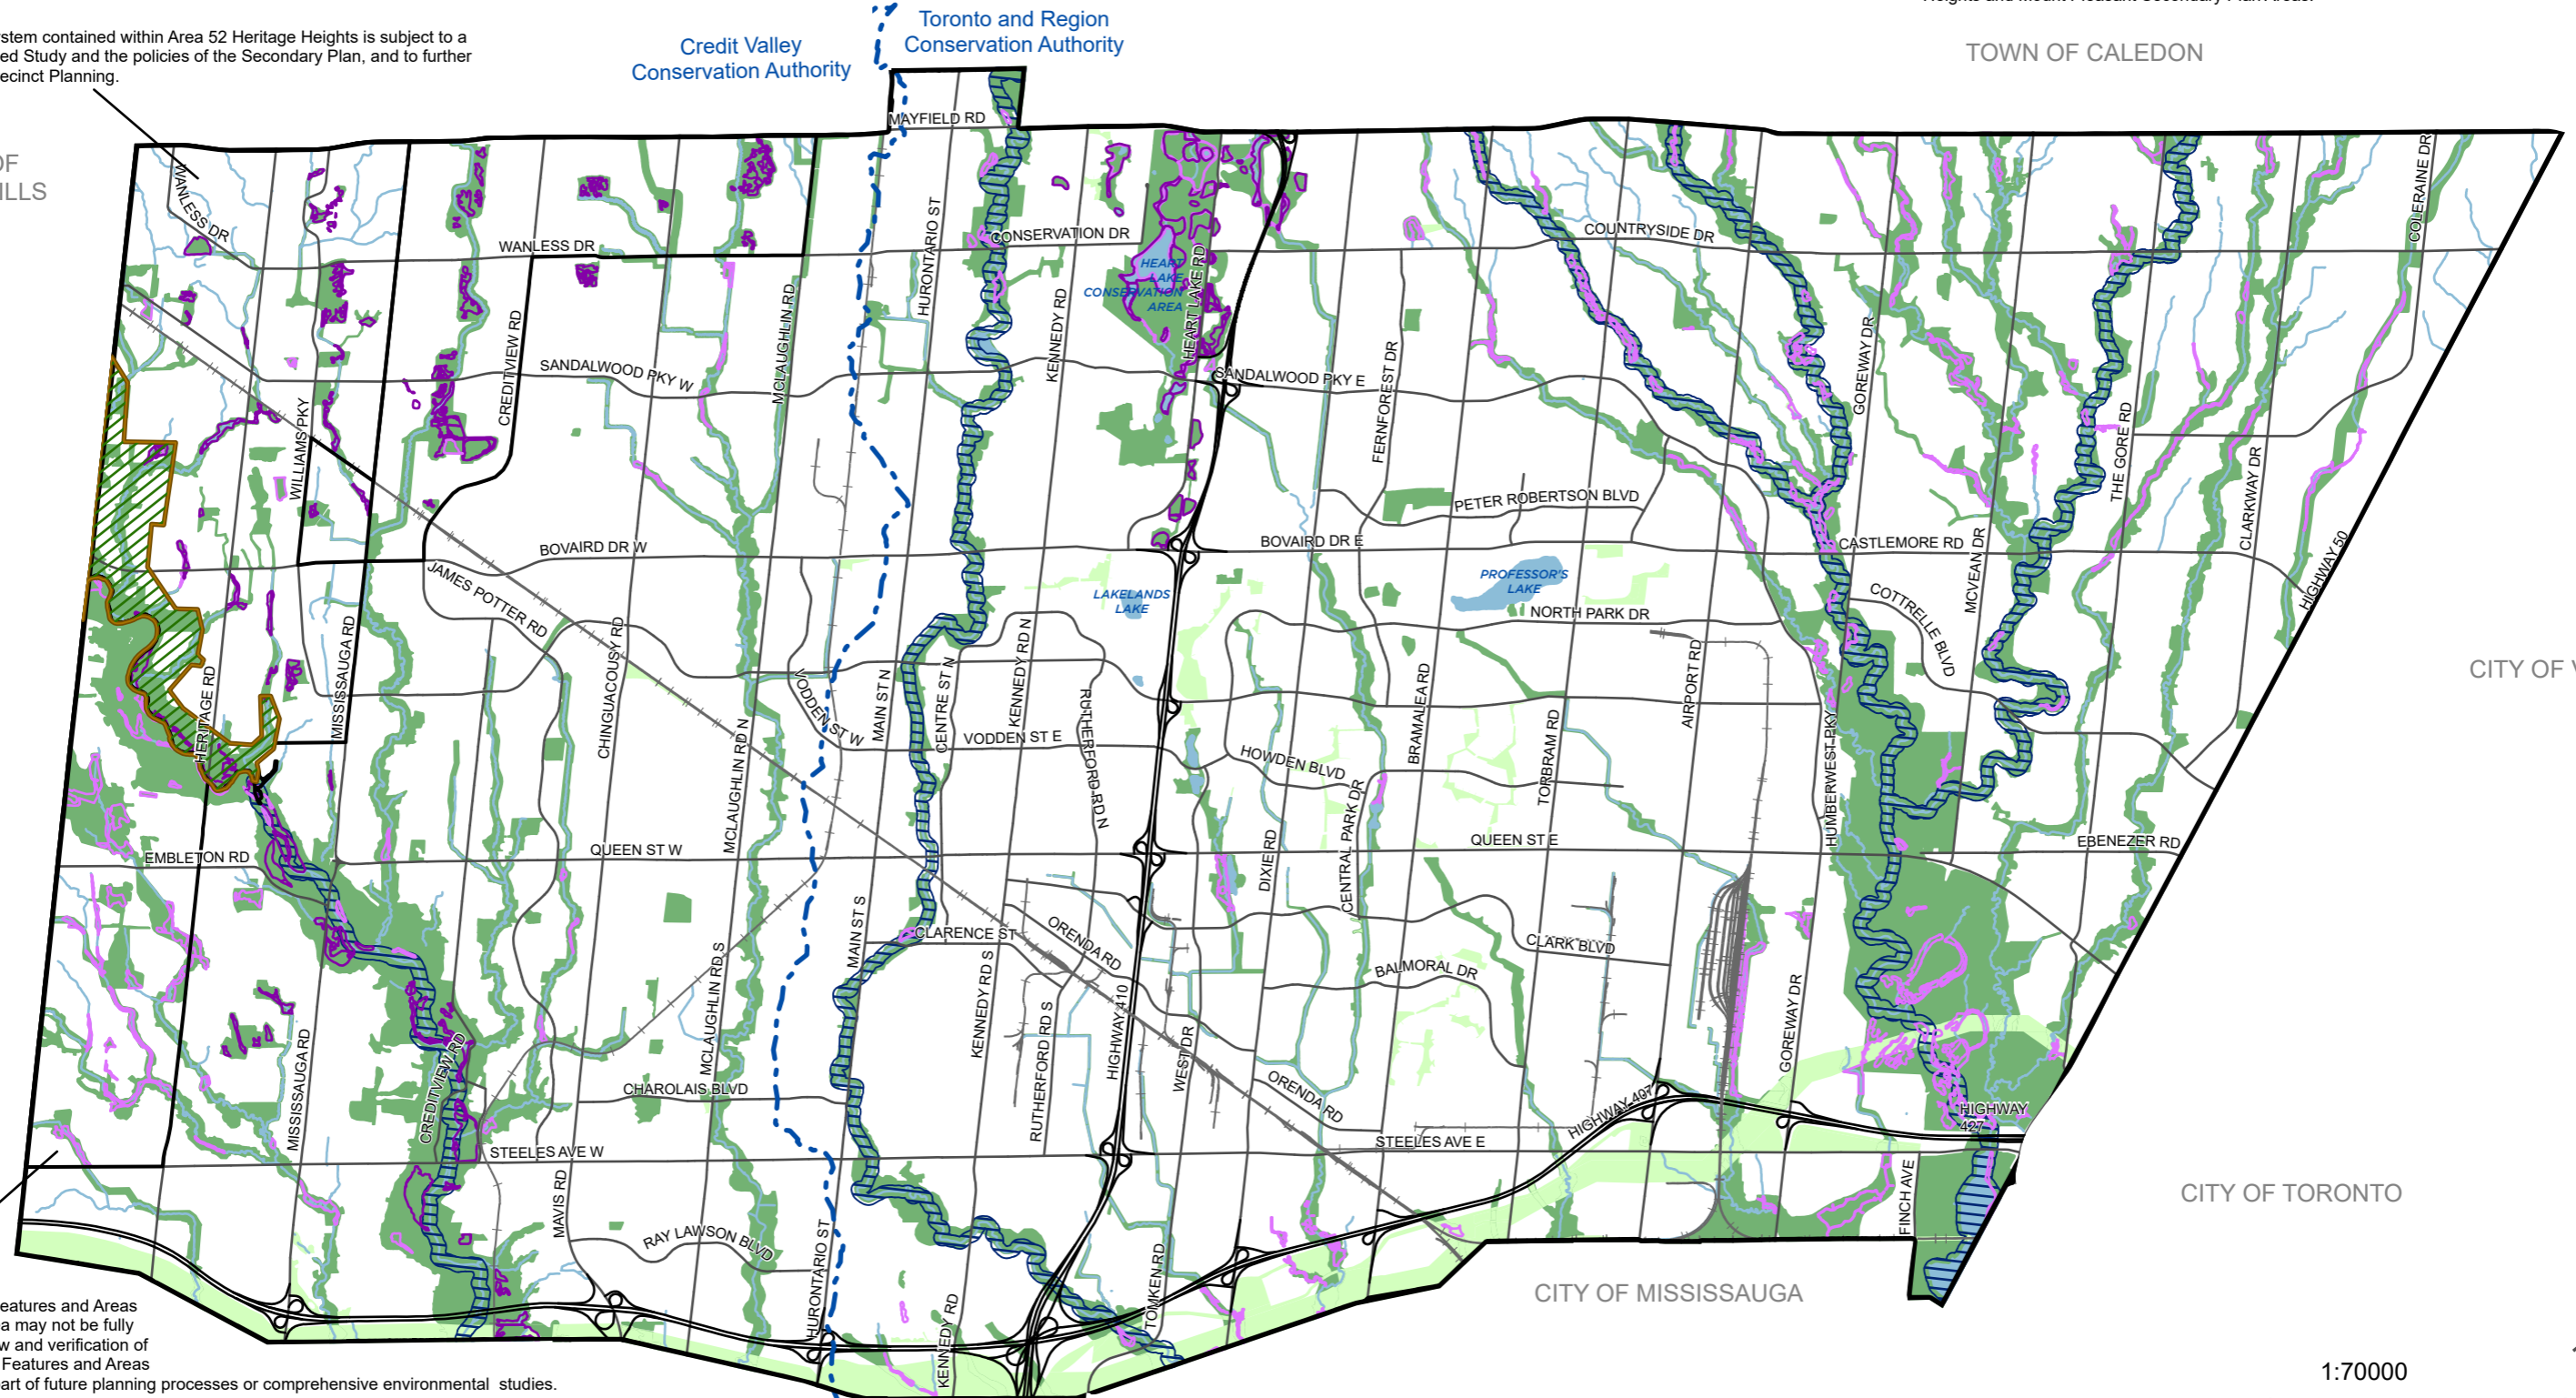 Toronto and Region
Conservation Authority
Credit Valley
Conservation Authority
TOWN OF CALEDON
ystem contained within Area 52 Heritage Heights is subject to a
ed Study and the policies of the Secondary Plan, and to further
ecinct Planning.
OF
ILLS
MAYFIELD RD
WANLESS DR
WANLESS DR
HURONTARIO ST
CONSERVATION DR
COUNTRYSIDE DR
COLERAINE DR
HEART
LAKE
CONSERVATION
AREA
HEART LAKE RD
KENNEDY RD
CREDITVIEW RD
MCLAUGHLIN RD
SANDALWOOD PKY W
SANDALWOOD PKY E
FERNFOREST DR
GOREWAY DR
THE GORE RD
CLARKWAY DR
WILLIAMS PKY
PETER ROBERTSON BLVD
BOVAIRD DR W
BOVAIRD DR E
CASTLEMORE RD
MCVEAN DR
HIGHWAY 50
JAMES POTTER RD
LAKELANDS
LAKE
PROFESSOR'S
LAKE
NORTH PARK DR
COTTRELLE BLVD
MISSISSAUGA RD
HERITAGE RD
CHINGUACOUSY RD
VODDEN ST W
MAIN ST N
CENTRE ST N
KENNEDY RD N
RUTHERFORD RD N
VODDEN ST E
HOWDEN BLVD
BRAMALEA RD
TORBRAM RD
AIRPORT RD
HUMBERWEST PKY
CITY OF V
MCLAUGHLIN RD N
CENTRAL PARK DR
DIXIE RD
EMBLETON RD
QUEEN ST W
QUEEN ST E
EBENEZER RD
MAIN ST S
CLARENCE ST
ORENDA RD
CLARK BLVD
BALMORAL DR
MCLAUGHLIN RD S
KENNEDY RD S
RUTHERFORD RD S
HIGHWAY 410
WEST DR
GOREWAY DR
MISSISSAUGA RD
CREDITVIEW RD
CHAROLAIS BLVD
ORENDA RD
HIGHWAY 407
HIGHWAY
427
STEELES AVE W
STEELES AVE E
MAVIS RD
RAY LAWSON BLVD
HURONTARIO ST
KENNEDY RD
TOMKEN RD
FINCH AVE
CITY OF TORONTO
CITY OF MISSISSAUGA
eatures and Areas
a may not be fully
w and verification of
Features and Areas
art of future planning processes or comprehensive environmental studies.
1:70000